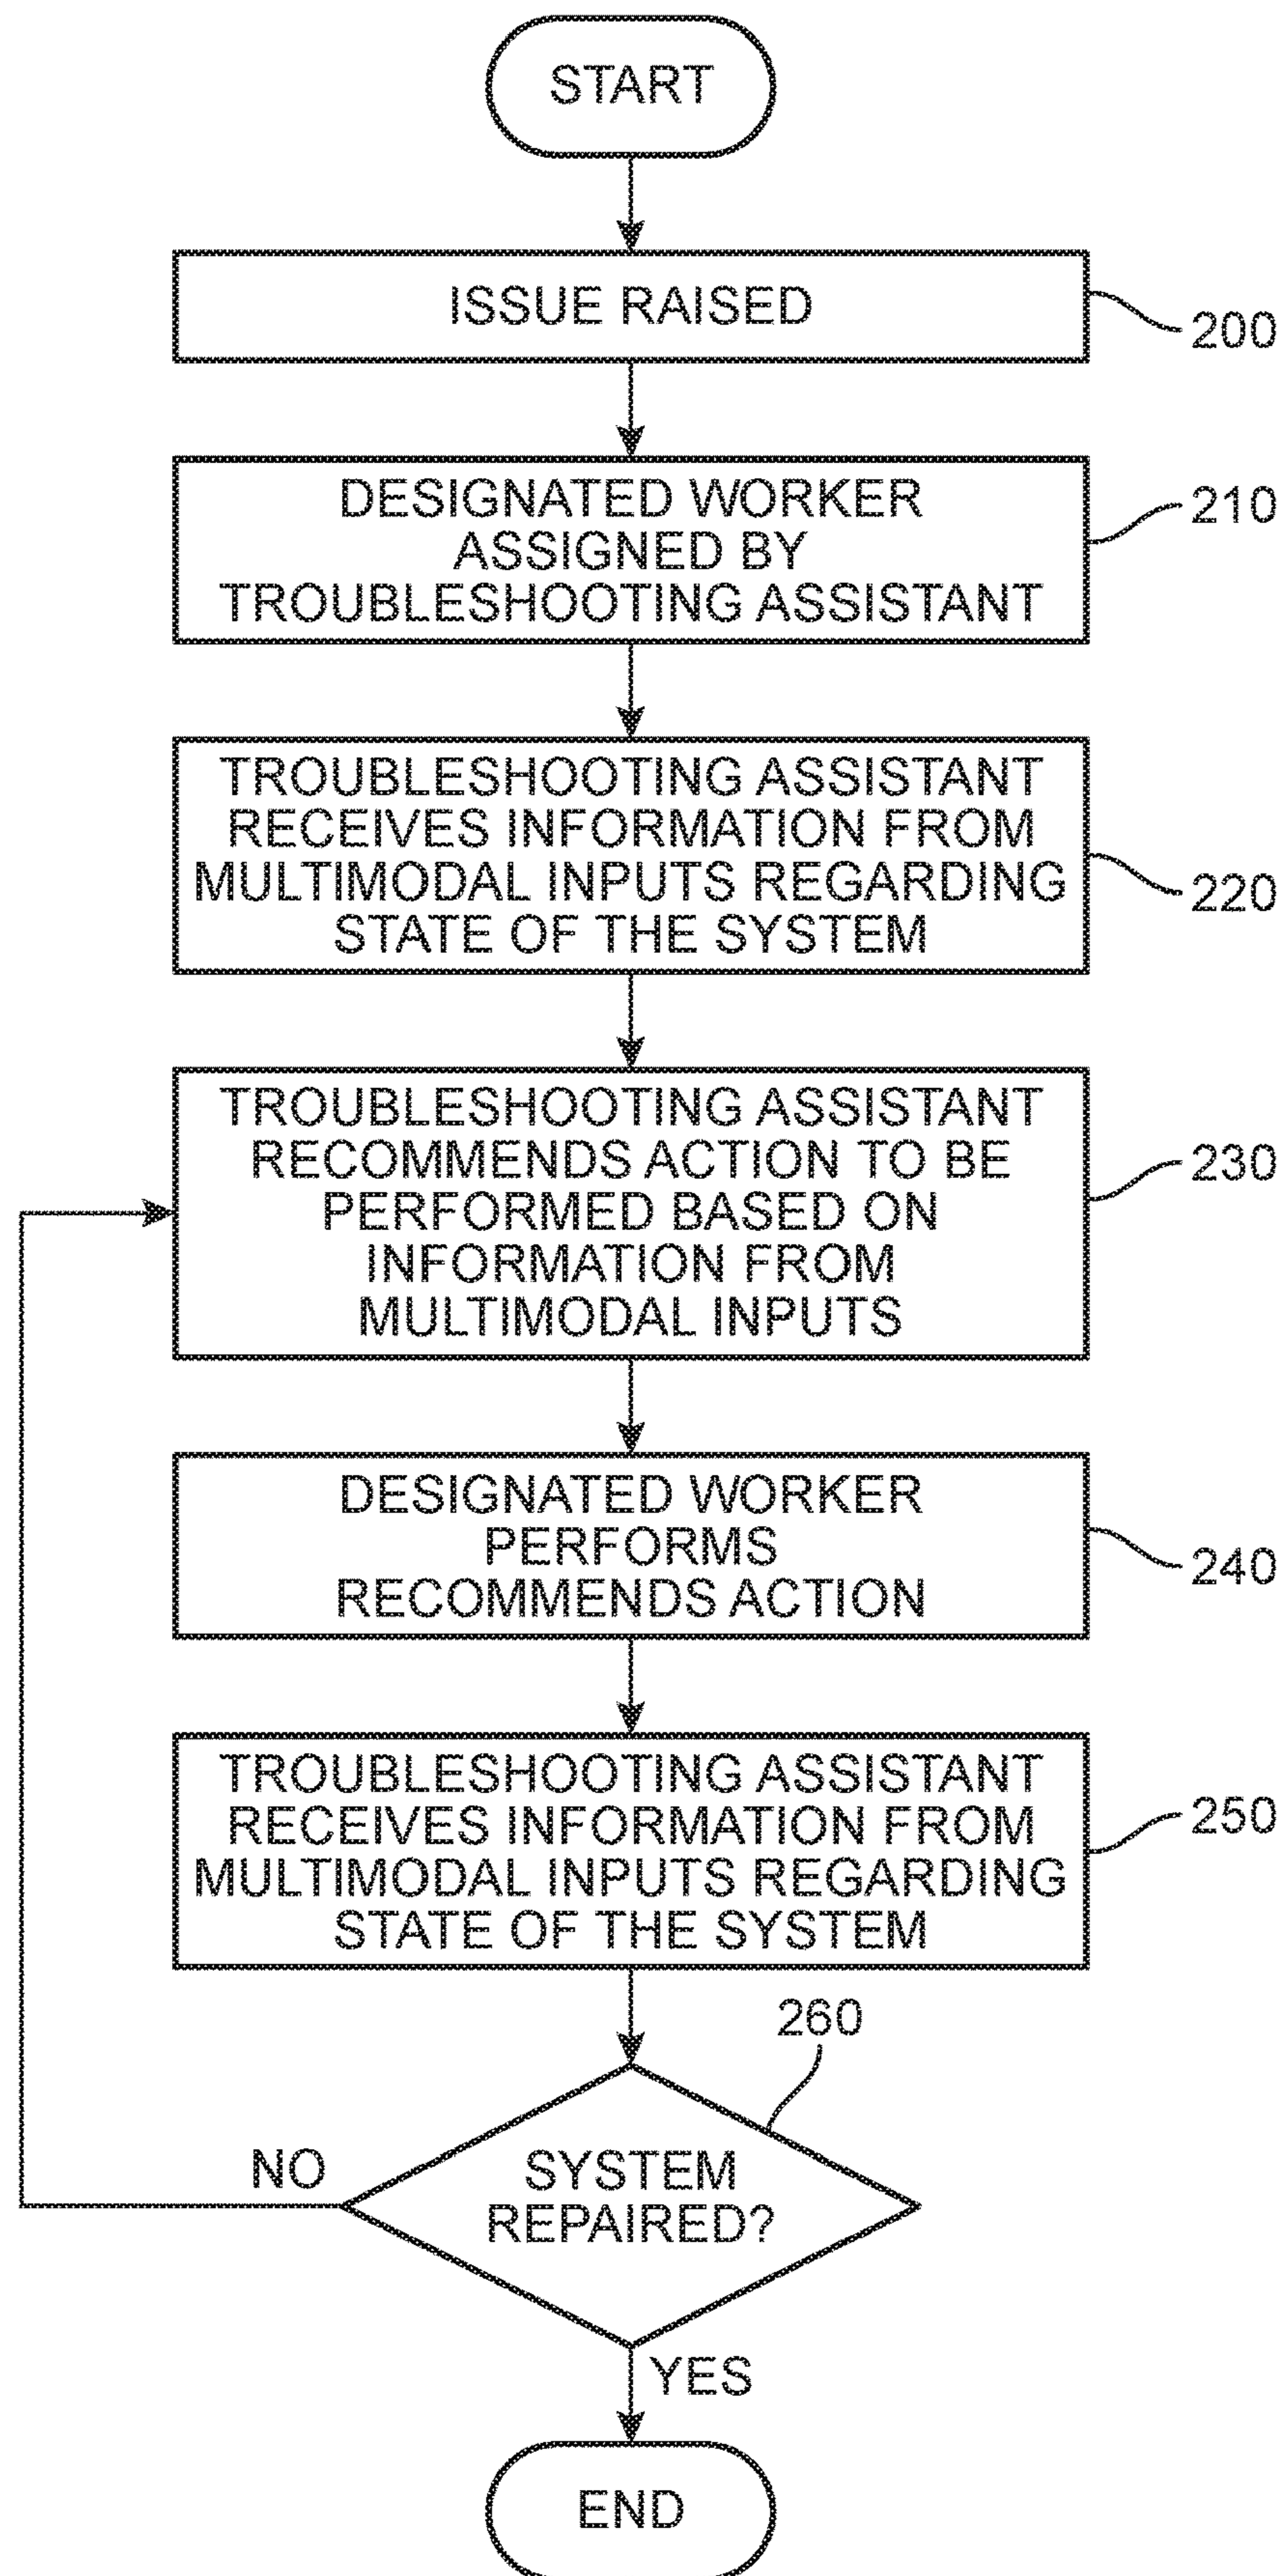 START
ISSUE RAISED
200
DESIGNATED WORKER
ASSIGNED BY
TROUBLESHOOTING ASSISTANT
210
TROUBLESHOOTING ASSISTANT
RECEIVES INFORMATION FROM
MULTIMODAL INPUTS REGARDING
STATE OF THE SYSTEM
220
TROUBLESHOOTING ASSISTANT
RECOMMENDS ACTION TO BE
PERFORMED BASED ON
INFORMATION FROM
MULTIMODAL INPUTS
230
DESIGNATED WORKER
PERFORMS
RECOMMENDS ACTION
240
TROUBLESHOOTING ASSISTANT
RECEIVES INFORMATION FROM
MULTIMODAL INPUTS REGARDING
STATE OF THE SYSTEM
250
260
NO
SYSTEM
REPAIRED?
YES
END